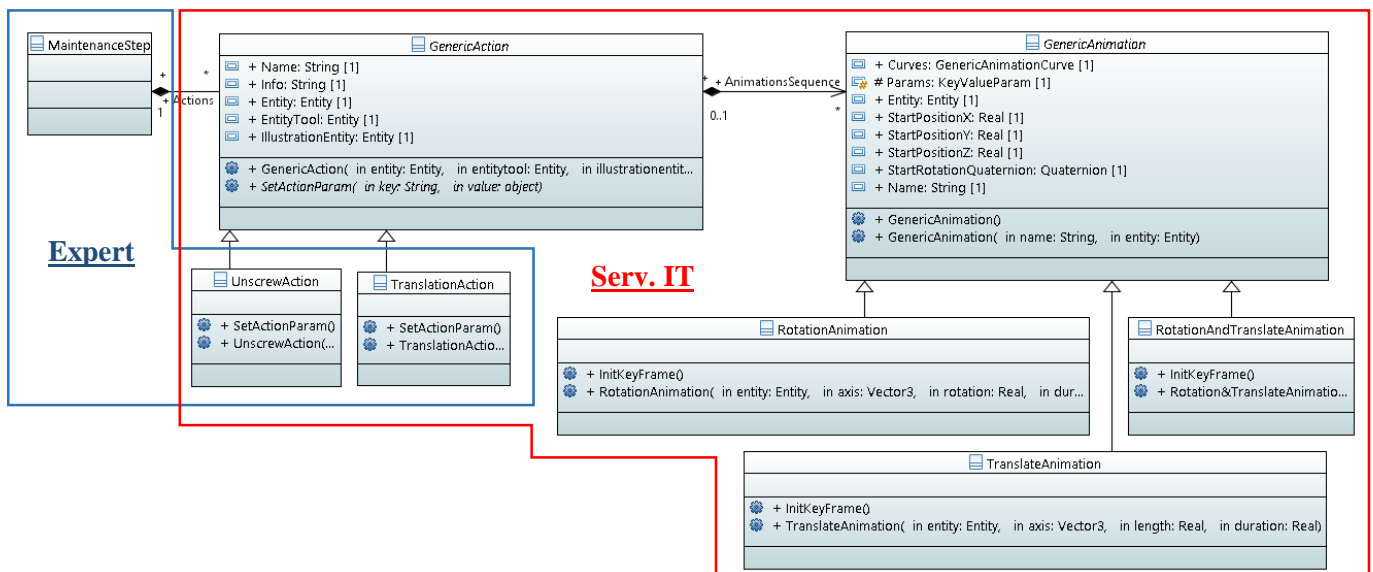 MaintenanceStep
+
*
+ Actions
1
GenericAction
+ Name: String [1]
+ Info: String [1]
+ Entity: Entity [1]
+ EntityTool: Entity [1]
+ IllustrationEntity: Entity [1]
+ GenericAction( in entity: Entity, in entitytool: Entity, in illustrationentit...
+ SetActionParam( in key: String, in value: object)
+
+ AnimationsSequence
0..1
*
GenericAnimation
+ Curves: GenericAnimationCurve [1]
# Params: KeyValueParam [1]
+ Entity: Entity [1]
+ StartPositionX: Real [1]
+ StartPositionY: Real [1]
+ StartPositionZ: Real [1]
+ StartRotationQuaternion: Quaternion [1]
+ Name: String [1]
+ GenericAnimation()
+ GenericAnimation( in name: String, in entity: Entity)
Expert
Serv. IT
UnscrewAction
+ SetActionParam()
+ UnscrewAction(...
TranslationAction
+ SetActionParam()
+ TranslationActio...
RotationAnimation
+ InitKeyFrame()
+ RotationAnimation( in entity: Entity, in axis: Vector3, in rotation: Real, in dur...
RotationAndTranslateAnimation
+ InitKeyFrame()
+ Rotation&TranslateAnimatio...
TranslateAnimation
+ InitKeyFrame()
+ TranslateAnimation( in entity: Entity, in axis: Vector3, in length: Real, in duration: Real)